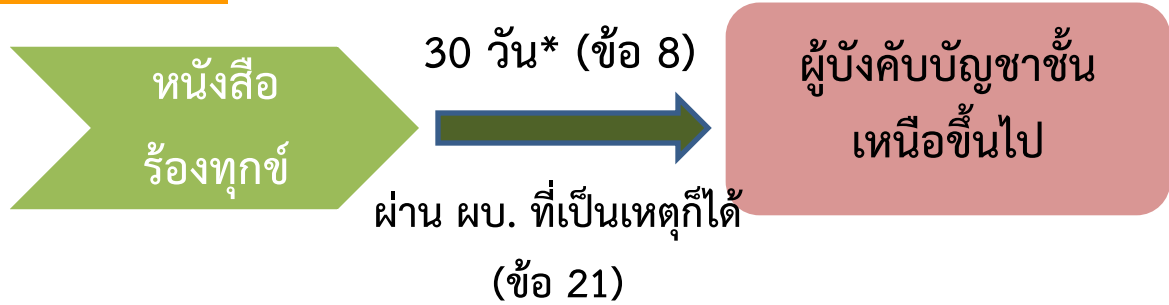 หนังสือ
ร้องทุกข์
30 วัน* (ข้อ 8)
ผ่าน ผบ. ที่เป็นเหตุก็ได้
(ข้อ 21)
ผู้บังคับบัญชาชั้น
เหนือขึ้นไป